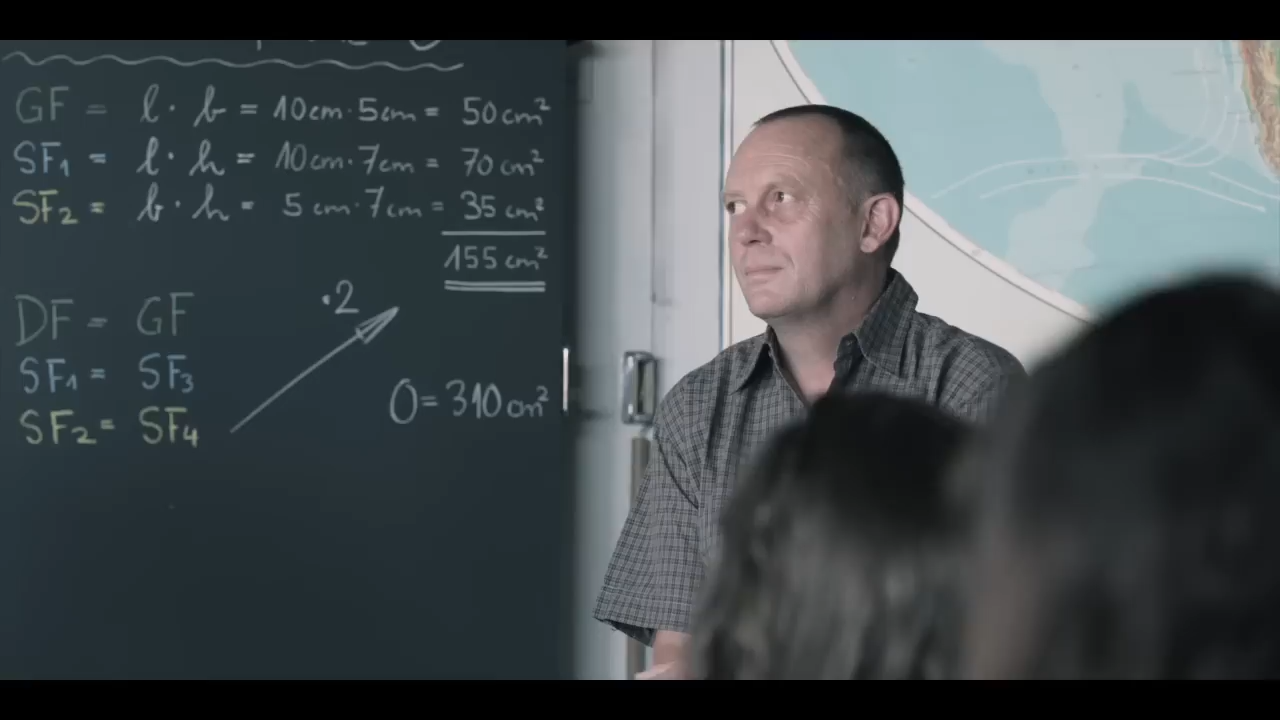 GF = l · b = 10cm · 5cm = 50cm²
SF₁ = l · h = 10cm · 7cm = 70cm²
SF₂ = b · h = 5cm · 7cm = 35cm²
155cm²
DF = GF
SF₁ = SF₃
SF₂ = SF₄
·2
O = 310cm²